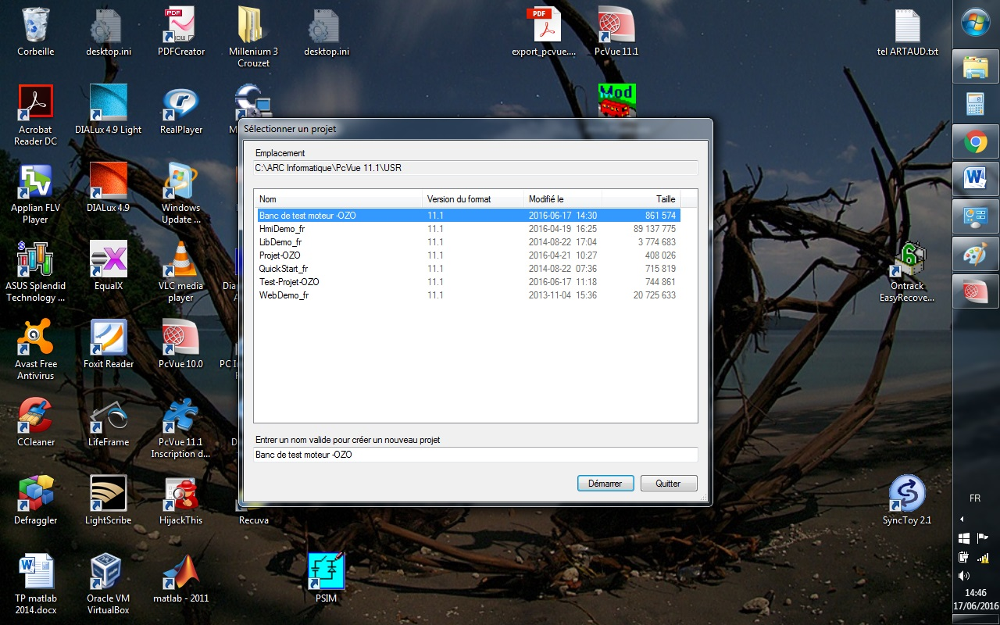 Corbeille
desktop.ini
PDFCreator
Millenium 3
Crouzet
desktop.ini
PDF
export_pcvue....
PcVue 11.1
tel ARTAUD.txt
Acrobat
Reader DC
DIALux 4.9 Light
RealPlayer
Mod
Sélectionner un projet
Emplacement
C:\ARC Informatique\PcVue 11.1\USR
Nom Version du format Modifié le Taille
Banc de test moteur -OZO 11.1 2016-06-17 14:30 861 574
HmiDemo_fr 11.1 2016-04-19 16:25 89 137 775
LibDemo_fr 11.1 2014-08-22 17:04 3 774 683
Projet-OZO 11.1 2016-04-21 10:27 408 026
QuickStart_fr 11.1 2014-08-22 07:36 715 819
Test-Projet-OZO 11.1 2016-06-17 11:18 744 861
WebDemo_fr 11.1 2013-11-04 15:36 20 725 633
Entrer un nom valide pour créer un nouveau projet
Banc de test moteur -OZO
Démarrer
Quitter
Applian FLV
Player
DIALux 4.9
Windows
Update ...
ASUS Splendid
Technology ...
EqualX
VLC media
player
Ontrack
EasyRecove...
Avast Free
Antivirus
Foxit Reader
PcVue 10.0
CCleaner
LifeFrame
PcVue 11.1
Inscription d...
Defraggler
LightScribe
HijackThis
Recuva
SyncToy 2.1
TP matlab
2014.docx
Oracle VM
VirtualBox
matlab - 2011
PSIM
FR
14:46
17/06/2016